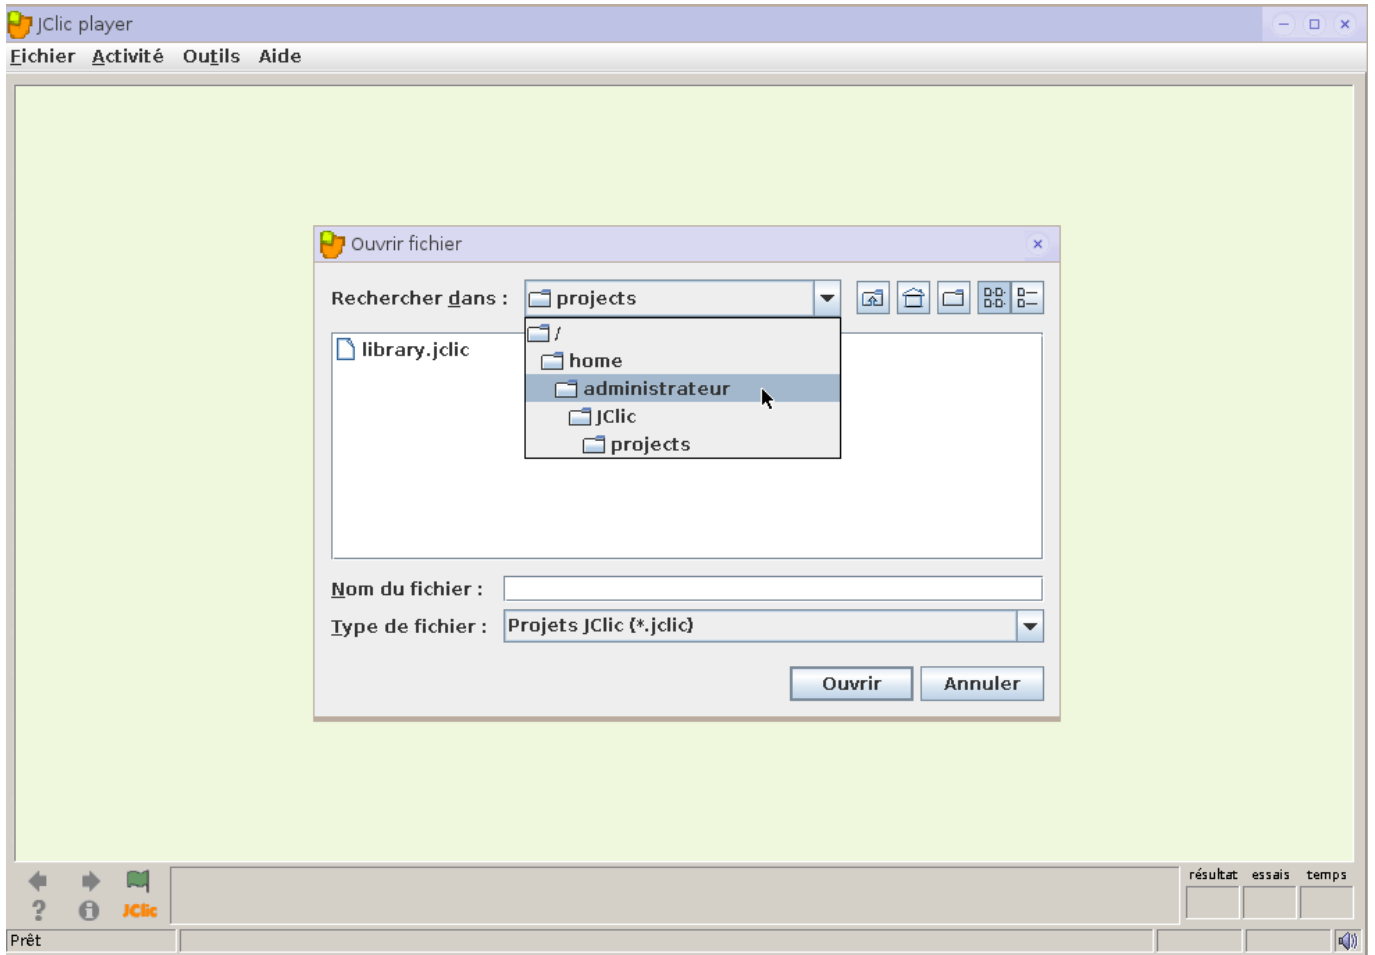 JClic player
Fichier Activité Outils Aide
Ouvrir fichier
Rechercher dans : projects
/
library.jclic
home
administrateur
JClic
projects
Nom du fichier :
Type de fichier : Projets JClic (*.jclic)
Ouvrir Annuler
résultat essais temps
? i JClic
Prêt